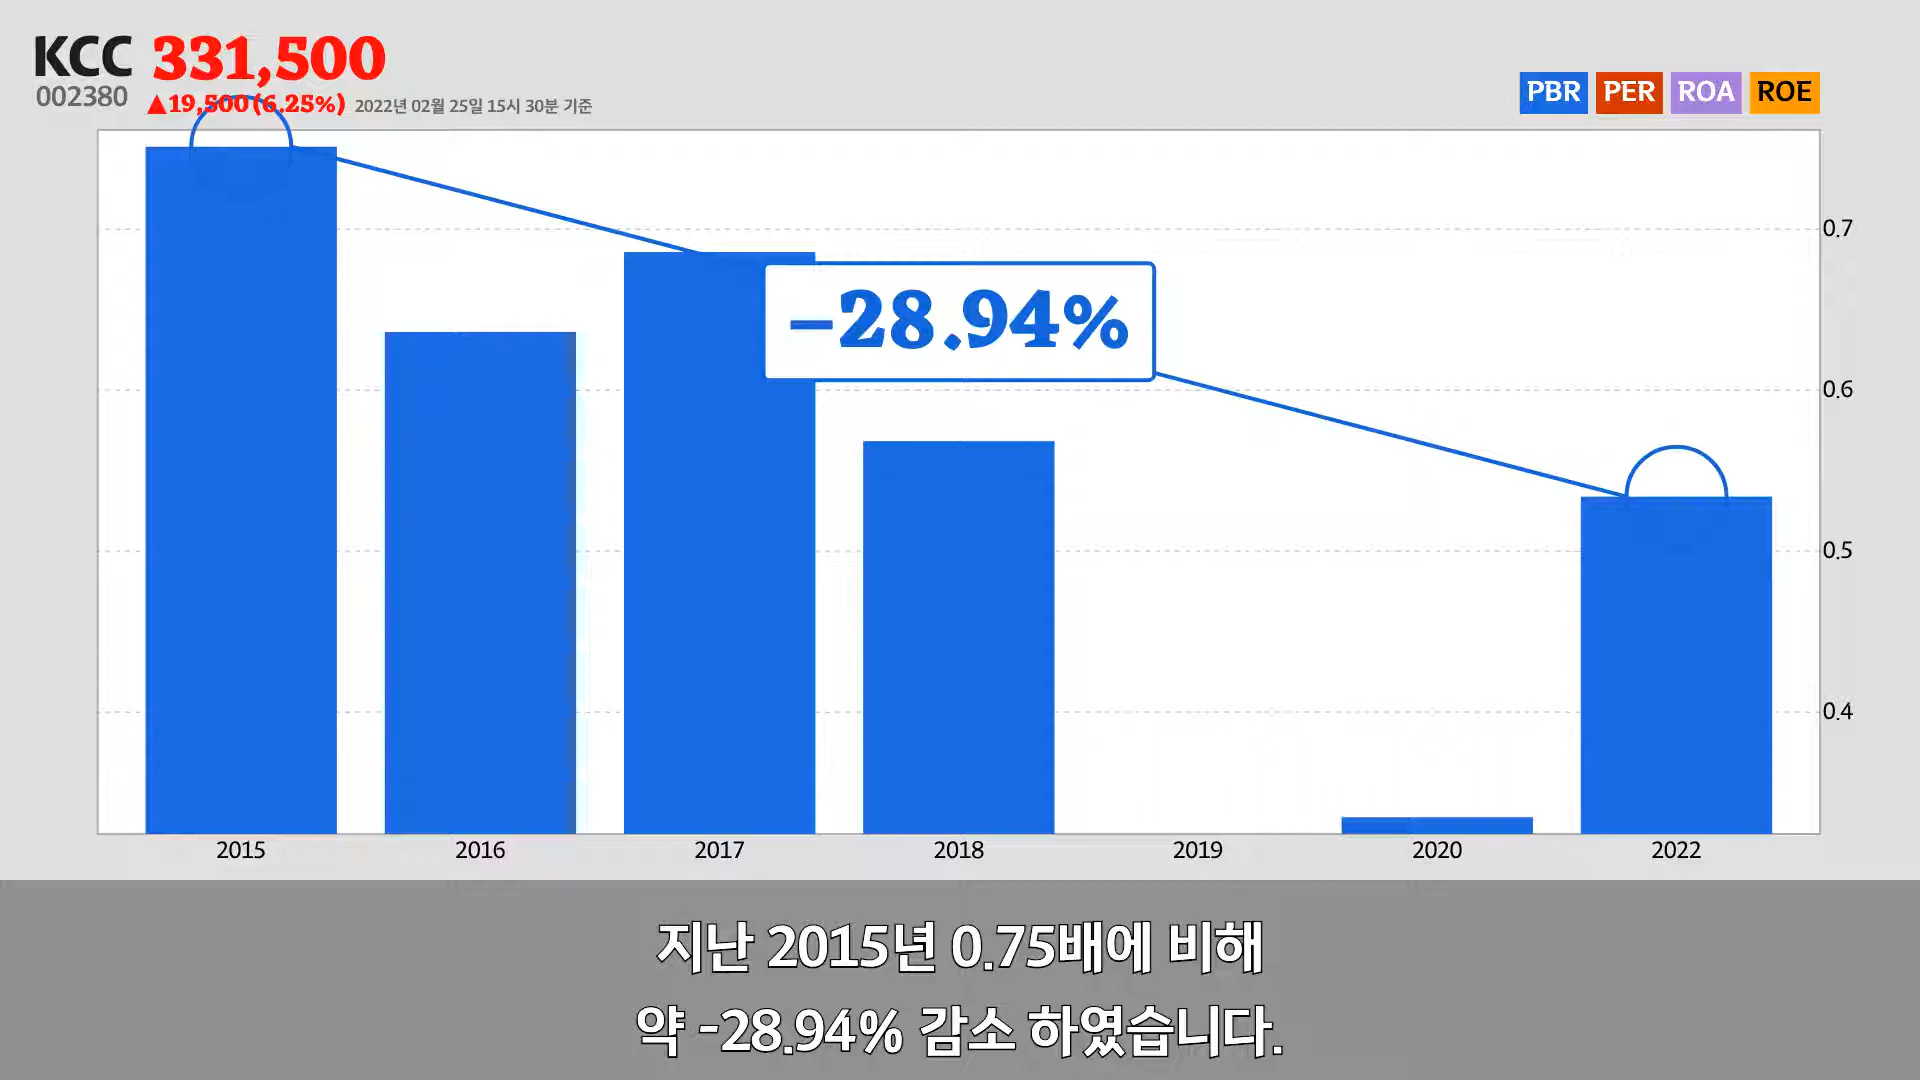 KCC 331,500
002380 ▲19,500(6.25%) 2022년 02월 25일 15시 30분 기준
PBR PER ROA ROE
0.7
0.6
0.5
0.4
-28.94%
2015 2016 2017 2018 2019 2020 2022
지난 2015년 0.75배에 비해
약 -28.94% 감소 하였습니다.